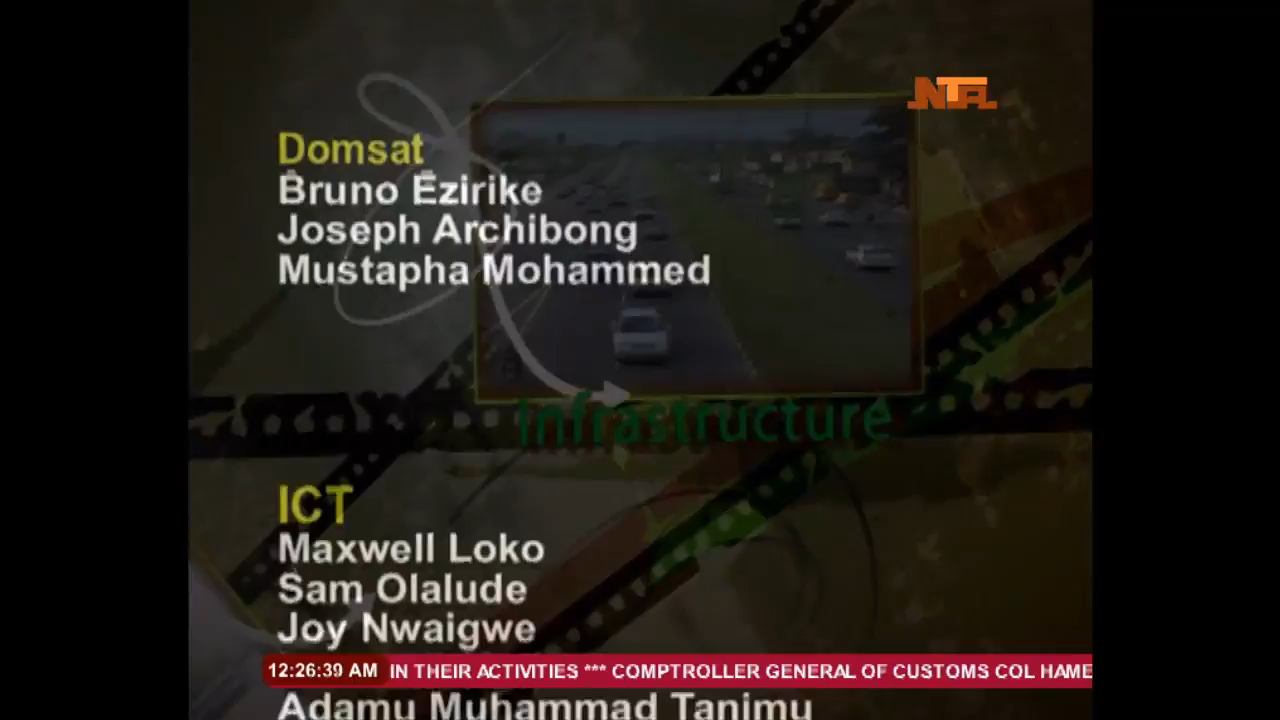 NTA
Domsat
Bruno Ezirike
Joseph Archibong
Mustapha Mohammed
Infrastructure
ICT
Maxwell Loko
Sam Olalude
Joy Nwaigwe
12:26:39 AM IN THEIR ACTIVITIES *** COMPTROLLER GENERAL OF CUSTOMS COL HAME
Adamu Muhammad Tanimu